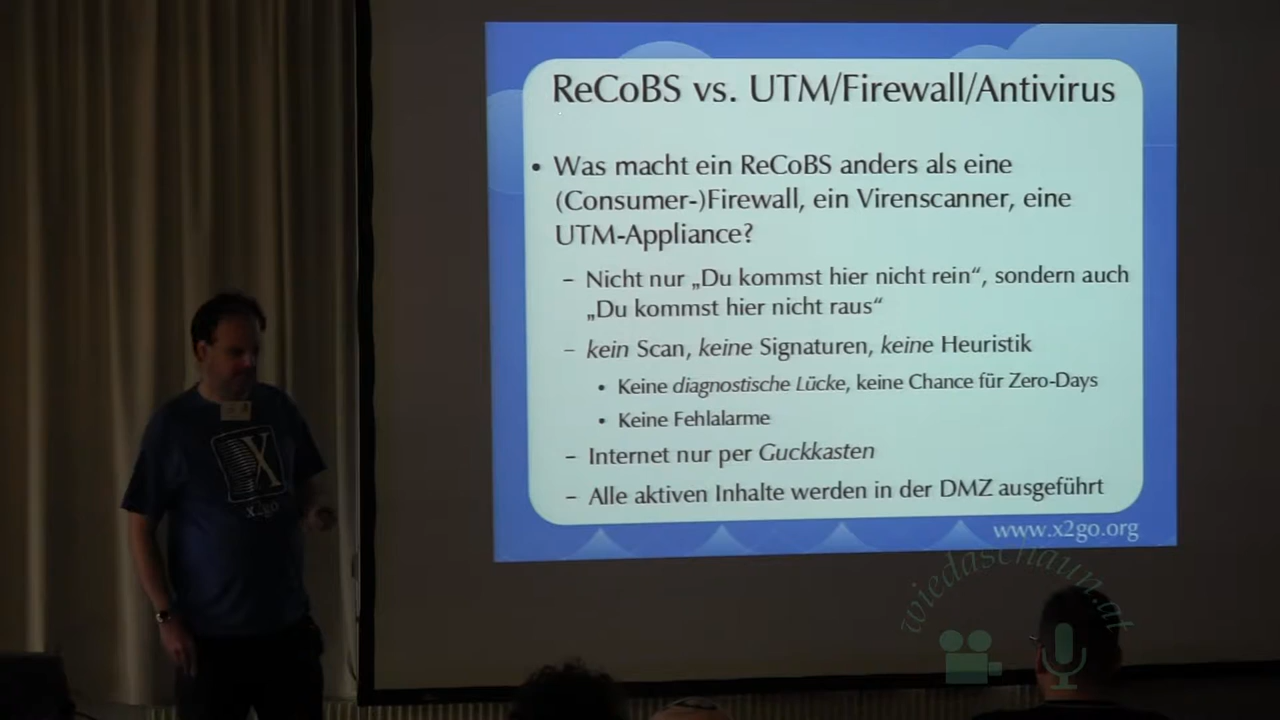 ReCoBS vs. UTM/Firewall/Antivirus
• Was macht ein ReCoBS anders als eine
(Consumer-)Firewall, ein Virenscanner, eine
UTM-Appliance?
– Nicht nur „Du kommst hier nicht rein“, sondern auch
„Du kommst hier nicht raus“
– kein Scan, keine Signaturen, keine Heuristik
• Keine diagnostische Lücke, keine Chance für Zero-Days
• Keine Fehlalarme
– Internet nur per Guckkasten
– Alle aktiven Inhalte werden in der DMZ ausgeführt
www.x2go.org
X
x2go
wiedaschaun.at